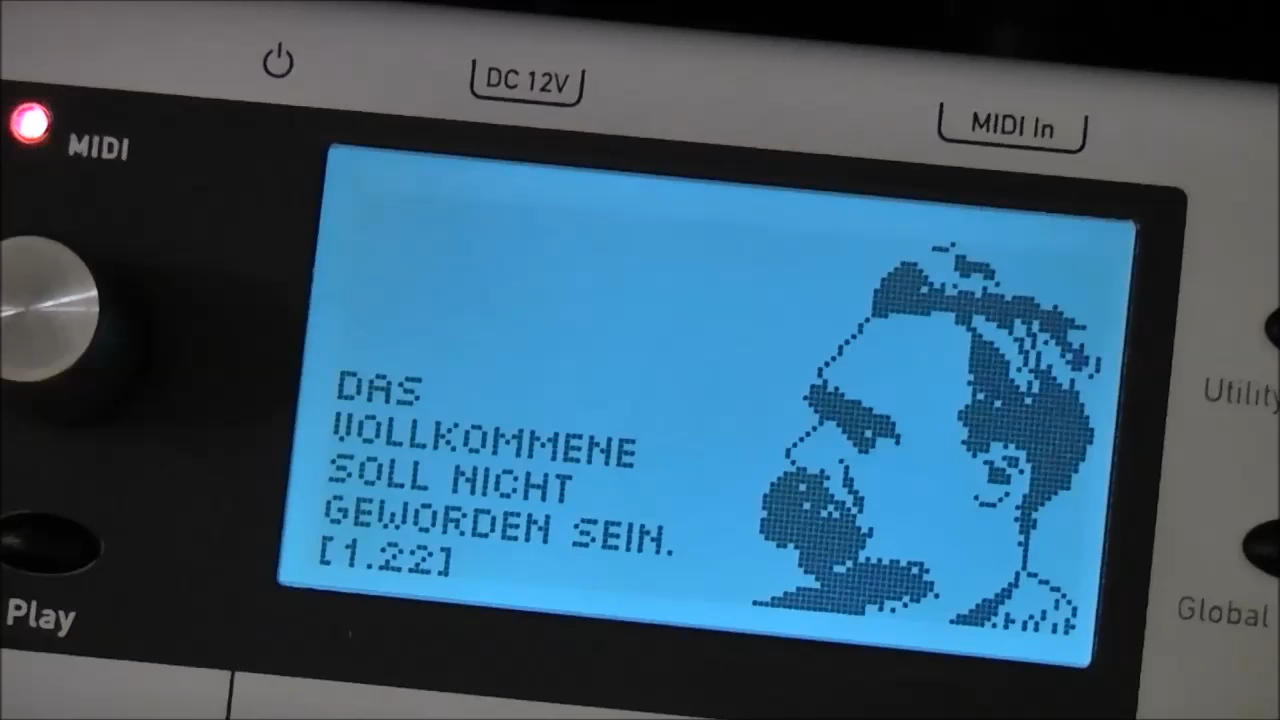 DC 12V
MIDI In
MIDI
DAS
VOLLKOMMENE
SOLL NICHT
GEWORDEN SEIN.
[1.22]
Utility
Play
Global